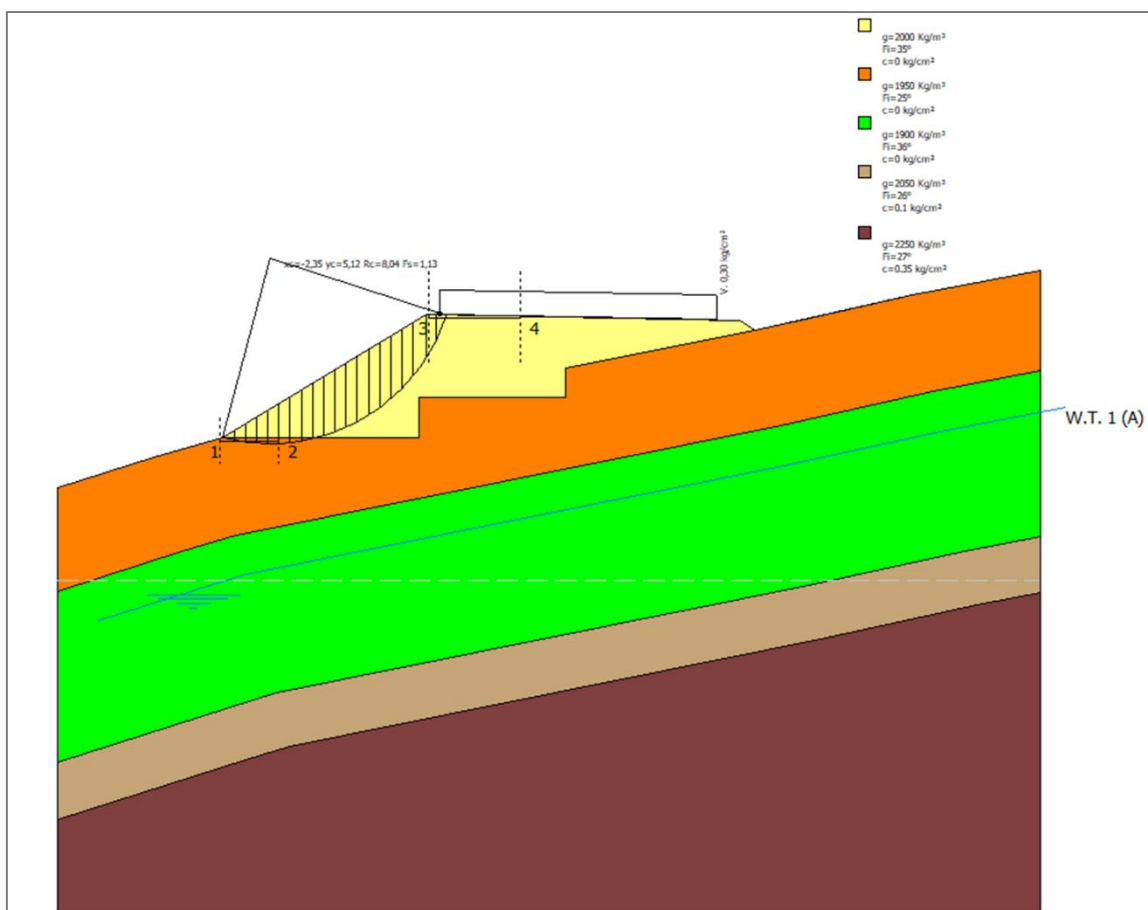 g=2000 Kg/m³
Fi=35°
c=0 kg/cm²
g=1950 Kg/m³
Fi=25°
c=0 kg/cm²
g=1900 Kg/m³
Fi=36°
c=0 kg/cm²
g=2050 Kg/m³
Fi=26°
c=0.1 kg/cm²
g=2250 Kg/m³
Fi=27°
c=0.35 kg/cm²
V. 0,30 kg/cm²
xc=-2,35 yc=5,12 Rc=8,04 Fs=1,13
3
4
W.T. 1 (A)
1
2